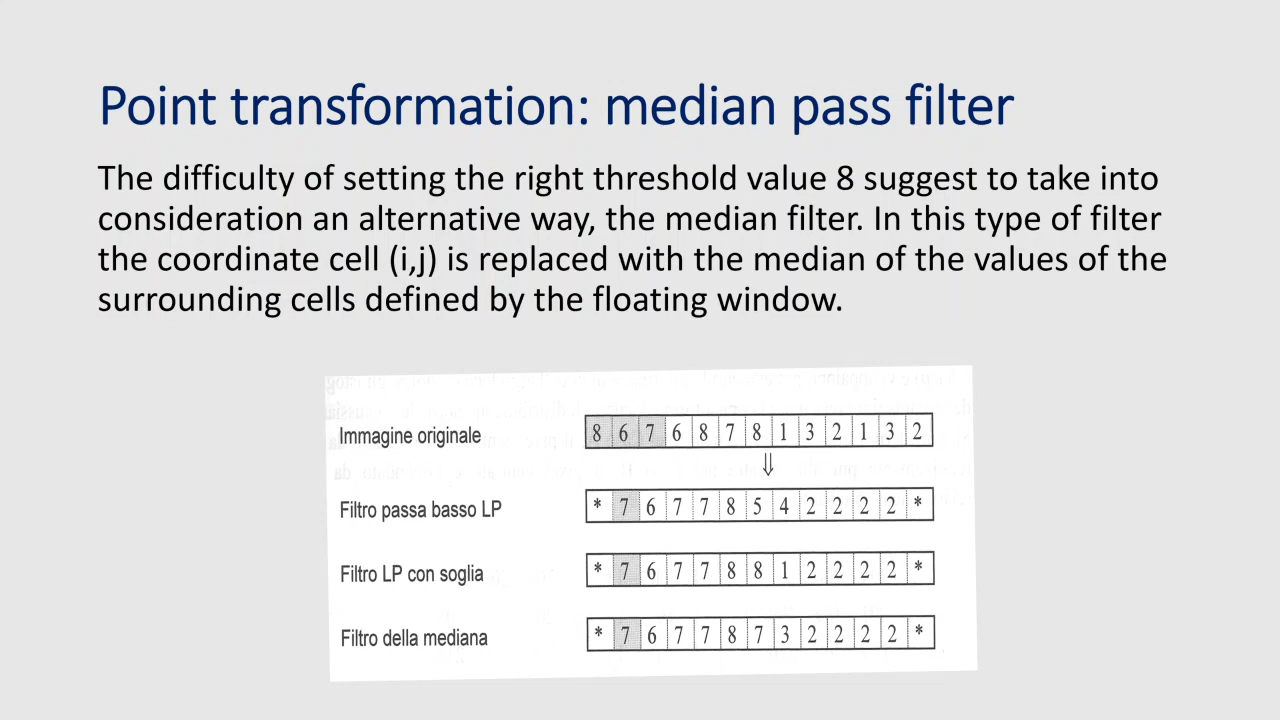 Point transformation: median pass filter
The difficulty of setting the right threshold value 8 suggest to take into
consideration an alternative way, the median filter. In this type of filter
the coordinate cell (i,j) is replaced with the median of the values of the
surrounding cells defined by the floating window.
Immagine originale 8 6 7 6 8 7 8 1 3 2 1 3 2
⇓
Filtro passa basso LP * 7 6 7 7 8 5 4 2 2 2 2 *
Filtro LP con soglia * 7 6 7 7 8 8 1 2 2 2 2 *
Filtro della mediana * 7 6 7 7 8 7 3 2 2 2 2 *